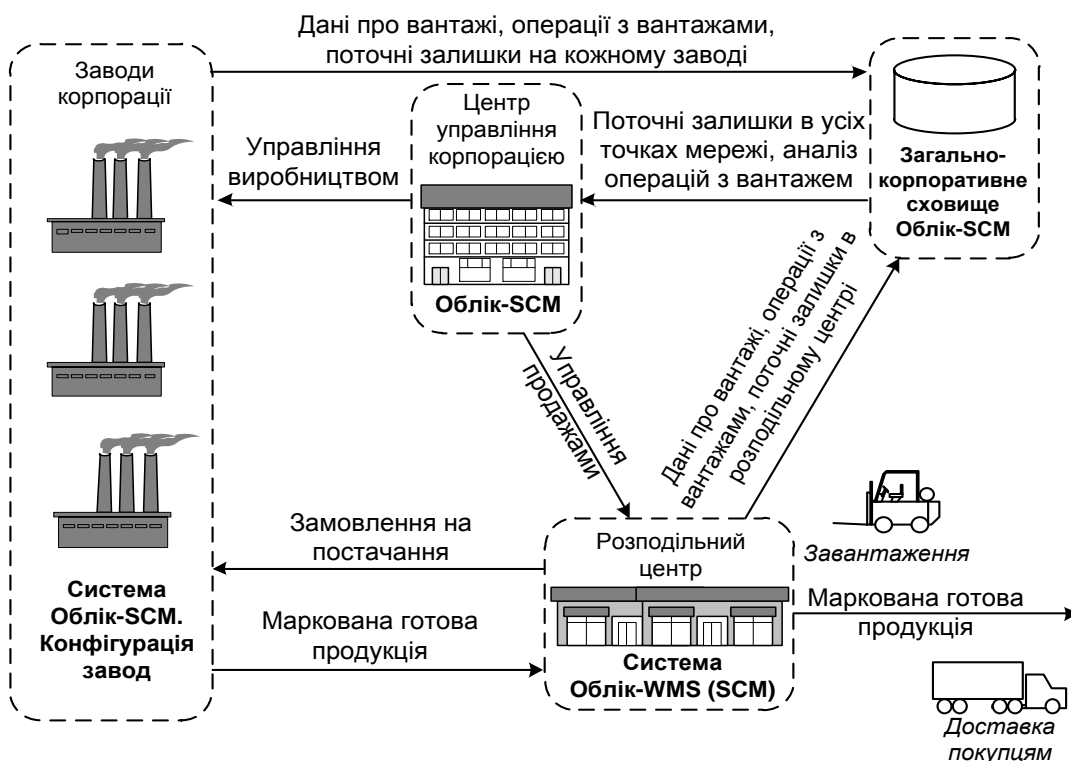 Дані про вантажі, операції з вантажами,
поточні залишки на кожному заводі
Заводи
корпорації
Центр
управління
корпорацією
Облік-SCM
Управління
виробництвом
Поточні залишки в усіх
точках мережі, аналіз
операцій з вантажем
Загально-
корпоративне
сховище
Облік-SCM
Управління
продажами
Дані про вантажі, операції з
вантажами, поточні залишки в
розподільному центрі
Замовлення на
постачання
Розподільний
центр
Завантаження
Система
Облік-SCM.
Конфігурація
завод
Маркована готова
продукція
Система
Облік-WMS (SCM)
Маркована готова
продукція
Доставка
покупцям